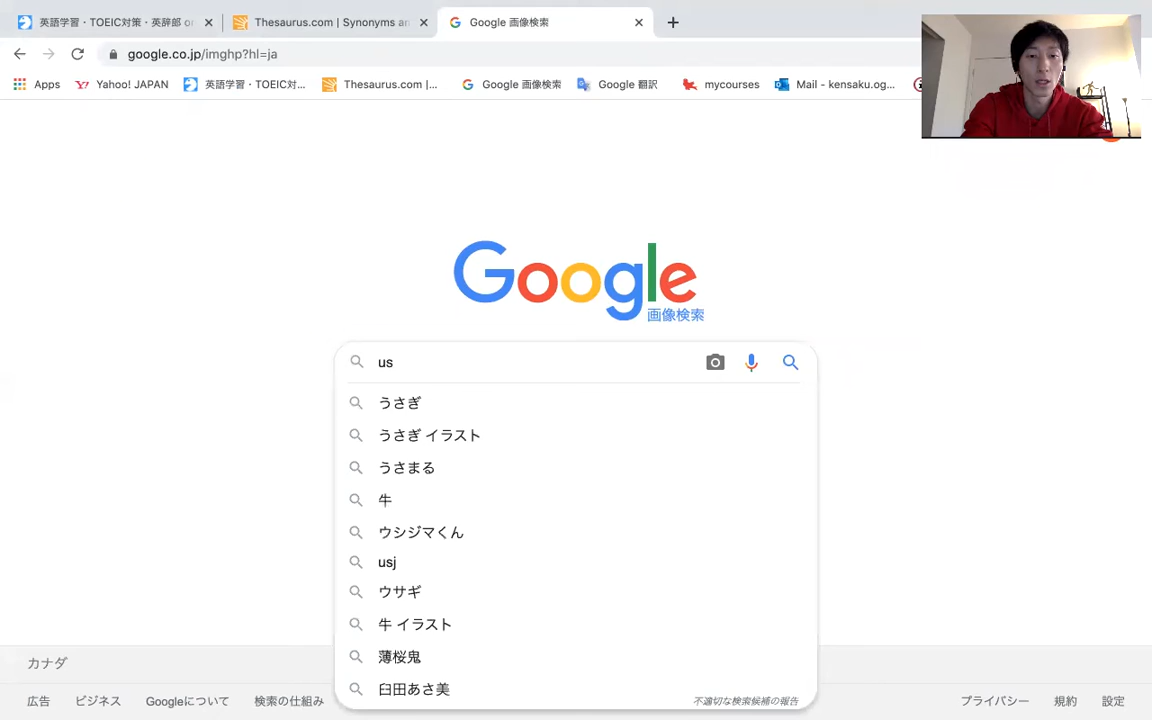 英語学習・TOEIC対策・英辞郎 o
Thesaurus.com | Synonyms an
Google 画像検索
google.co.jp/imghp?hl=ja
Apps
Yahoo! JAPAN
英語学習・TOEIC対...
Thesaurus.com |...
Google 画像検索
Google 翻訳
mycourses
Mail - kensaku.og...
Google
画像検索
us
うさぎ
うさぎ イラスト
うさまる
牛
ウシジマくん
usj
ウサギ
牛 イラスト
薄桜鬼
臼田あさ美
不適切な検索候補の報告
カナダ
広告
ビジネス
Googleについて
検索の仕組み
プライバシー
規約
設定